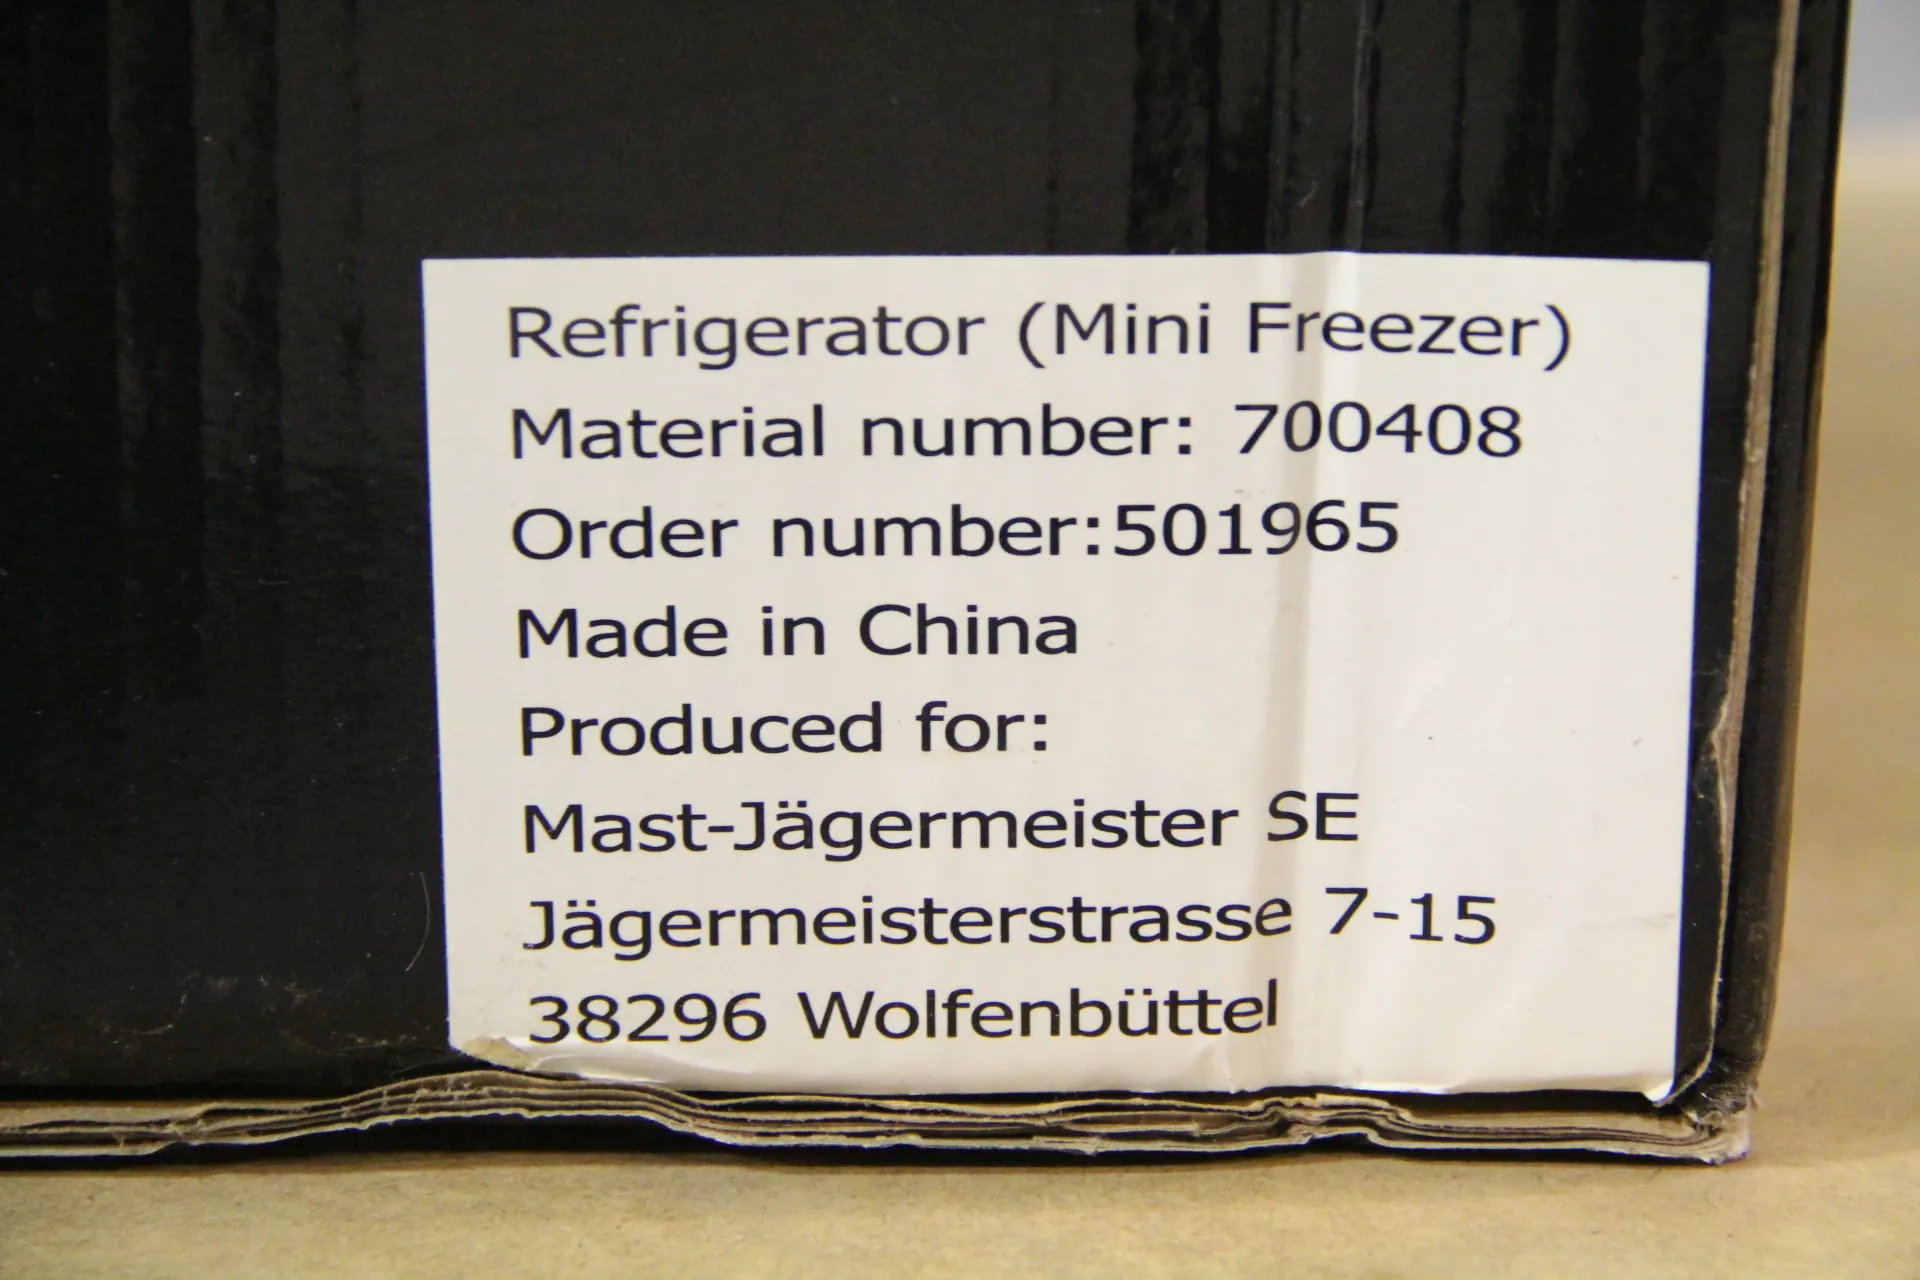 Refrigerator (Mini Freezer)
Material number: 700408
Order number:501965
Made in China
Produced for:
Mast-Jägermeister SE
Jägermeisterstrasse 7-15
38296 Wolfenbüttel